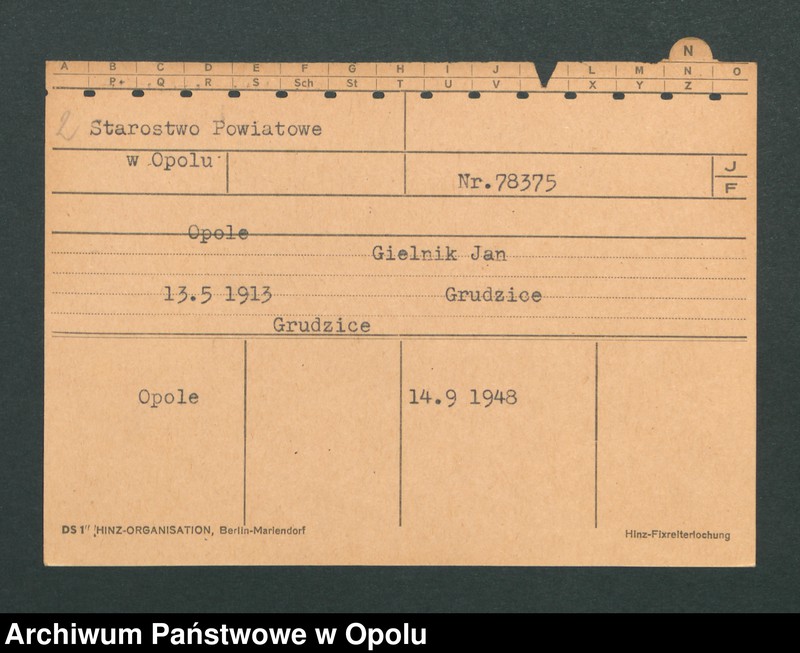 N
A B C D E F G H I J L M N O
P Q R S Sch St T U V X Y Z
2 Starostwo Powiatowe
w Opolu
Nr.78375
J
F
Opole
Gielnik Jan
13.5 1913 Grudzice
Grudzice
Opole 14.9 1948
DS 1" HINZ-ORGANISATION, Berlin-Mariendorf Hinz-Fixreiterlochung
Archiwum Państwowe w Opolu